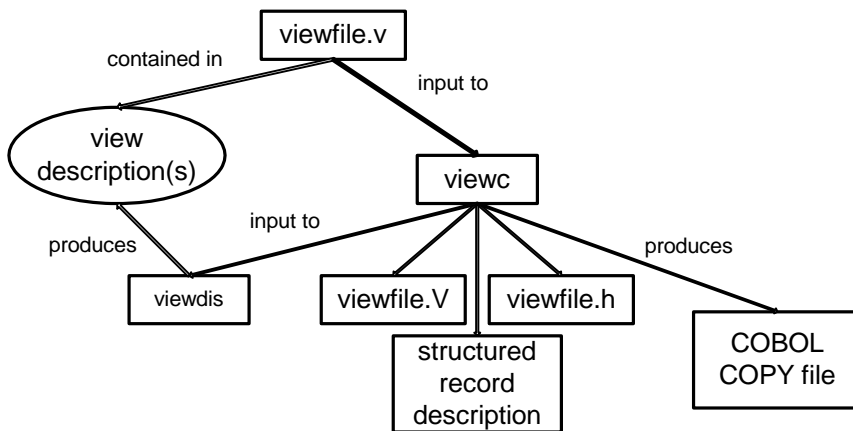 viewfile.v
contained in
input to
view
description(s)
viewc
input to
produces
produces
viewdis
viewfile.V
viewfile.h
structured
record
description
COBOL
COPY file